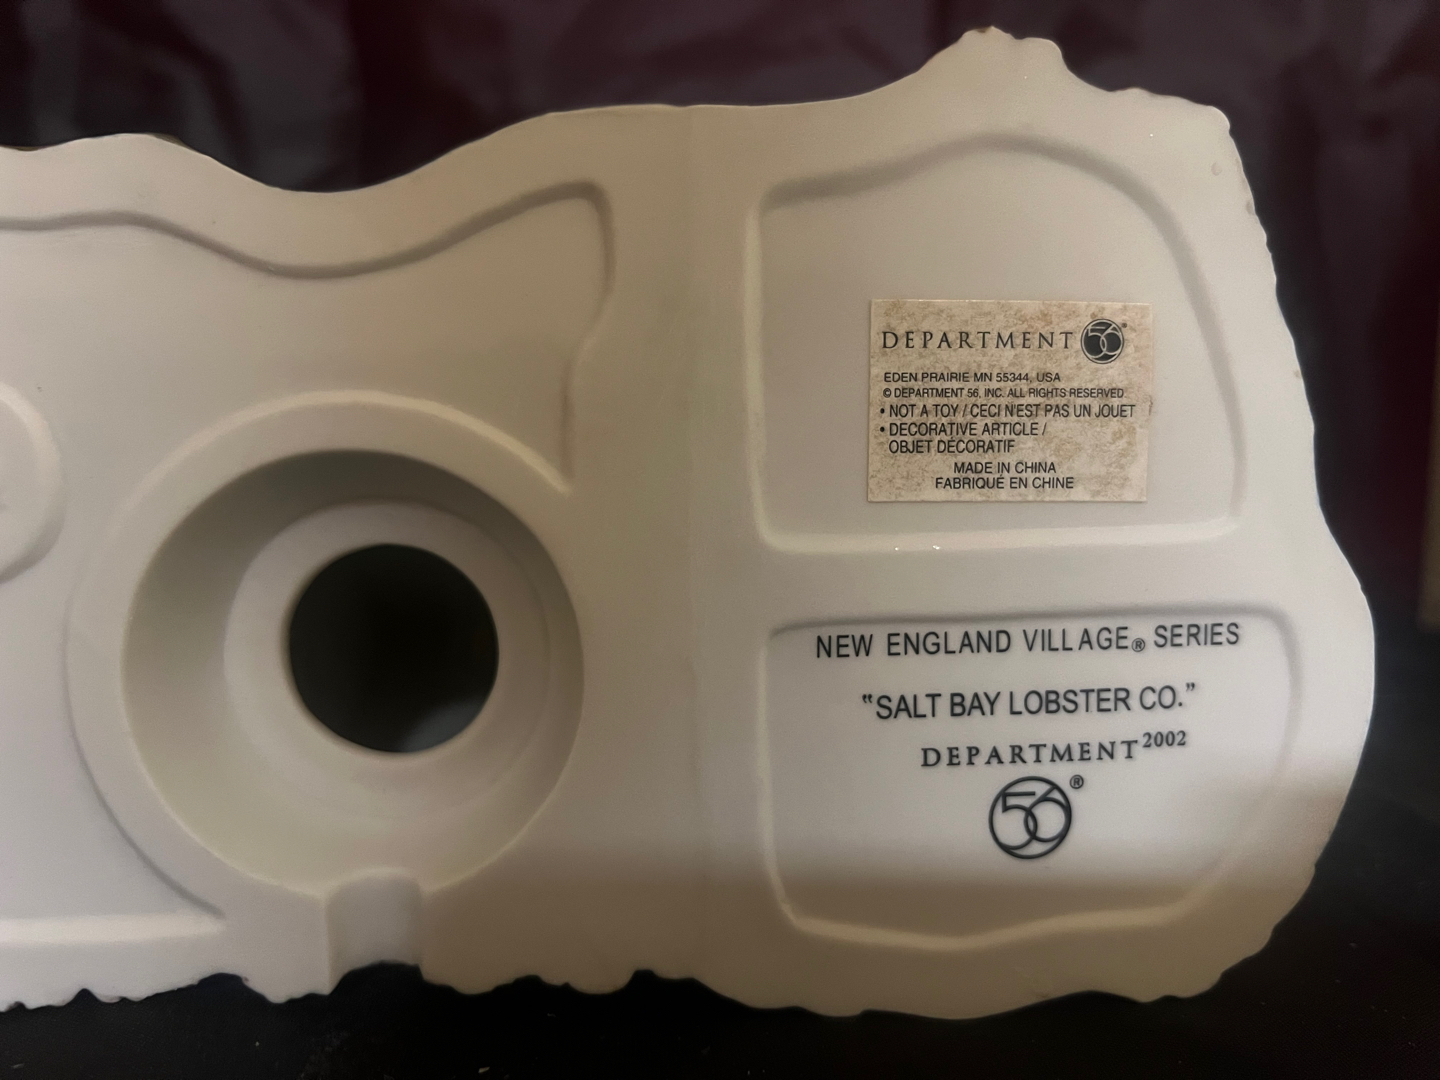 DEPARTMENT 56®
EDEN PRAIRIE MN 55344, USA
© DEPARTMENT 56, INC. ALL RIGHTS RESERVED
• NOT A TOY / CECI N'EST PAS UN JOUET
• DECORATIVE ARTICLE /
OBJET DÉCORATIF
MADE IN CHINA
FABRIQUÉ EN CHINE
NEW ENGLAND VILLAGE® SERIES
"SALT BAY LOBSTER CO."
DEPARTMENT 2002
56®